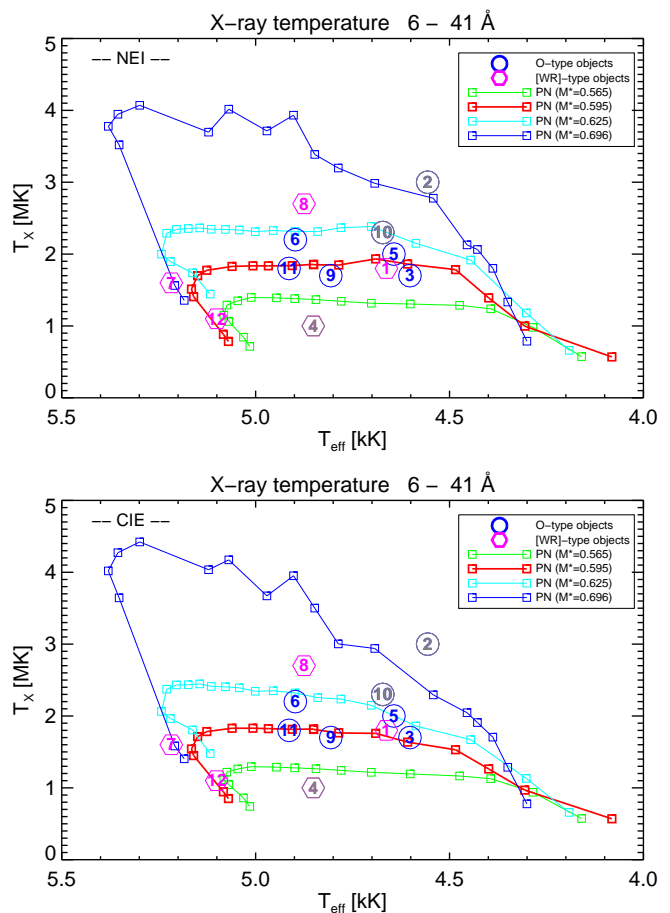 X−ray temperature 6 − 41 Å
−− NEI −−
O−type objects
[WR]−type objects
PN (M*=0.565)
PN (M*=0.595)
PN (M*=0.625)
PN (M*=0.696)
5
4
3
2
1
0
T_X [MK]
2
8
6
10
5
11
9
1
3
7
12
4
5.5
5.0
4.5
4.0
T_eff [kK]
X−ray temperature 6 − 41 Å
−− CIE −−
O−type objects
[WR]−type objects
PN (M*=0.565)
PN (M*=0.595)
PN (M*=0.625)
PN (M*=0.696)
5
4
3
2
1
0
T_X [MK]
2
8
6
10
5
11
9
1
3
7
12
4
5.5
5.0
4.5
4.0
T_eff [kK]